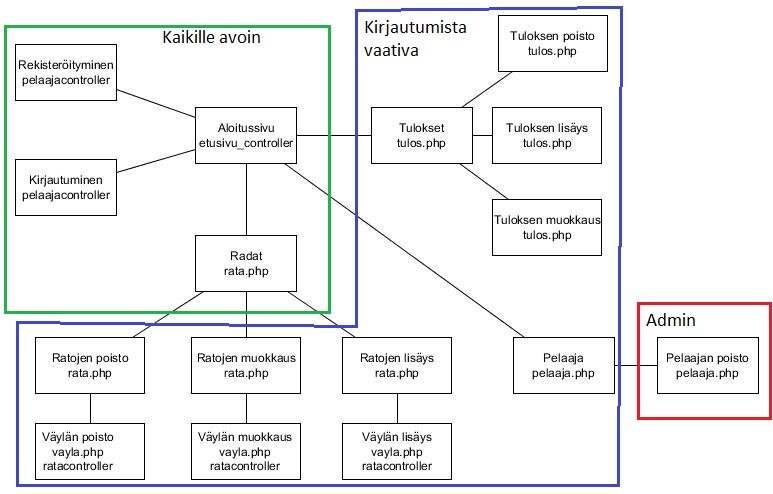 Kaikille avoin
Rekisteröityminen
pelaajacontroller
Aloitussivu
etusivu_controller
Kirjautuminen
pelaajacontroller
Radat
rata.php
Kirjautumista
vaativa
Tuloksen poisto
tulos.php
Tulokset
tulos.php
Tuloksen lisäys
tulos.php
Tuloksen muokkaus
tulos.php
Ratojen poisto
rata.php
Ratojen muokkaus
rata.php
Ratojen lisäys
rata.php
Pelaaja
pelaaja.php
Väylän poisto
vayla.php
ratacontroller
Väylän muokkaus
vayla.php
ratacontroller
Väylän lisäys
vayla.php
ratacontroller
Admin
Pelaajan poisto
pelaaja.php